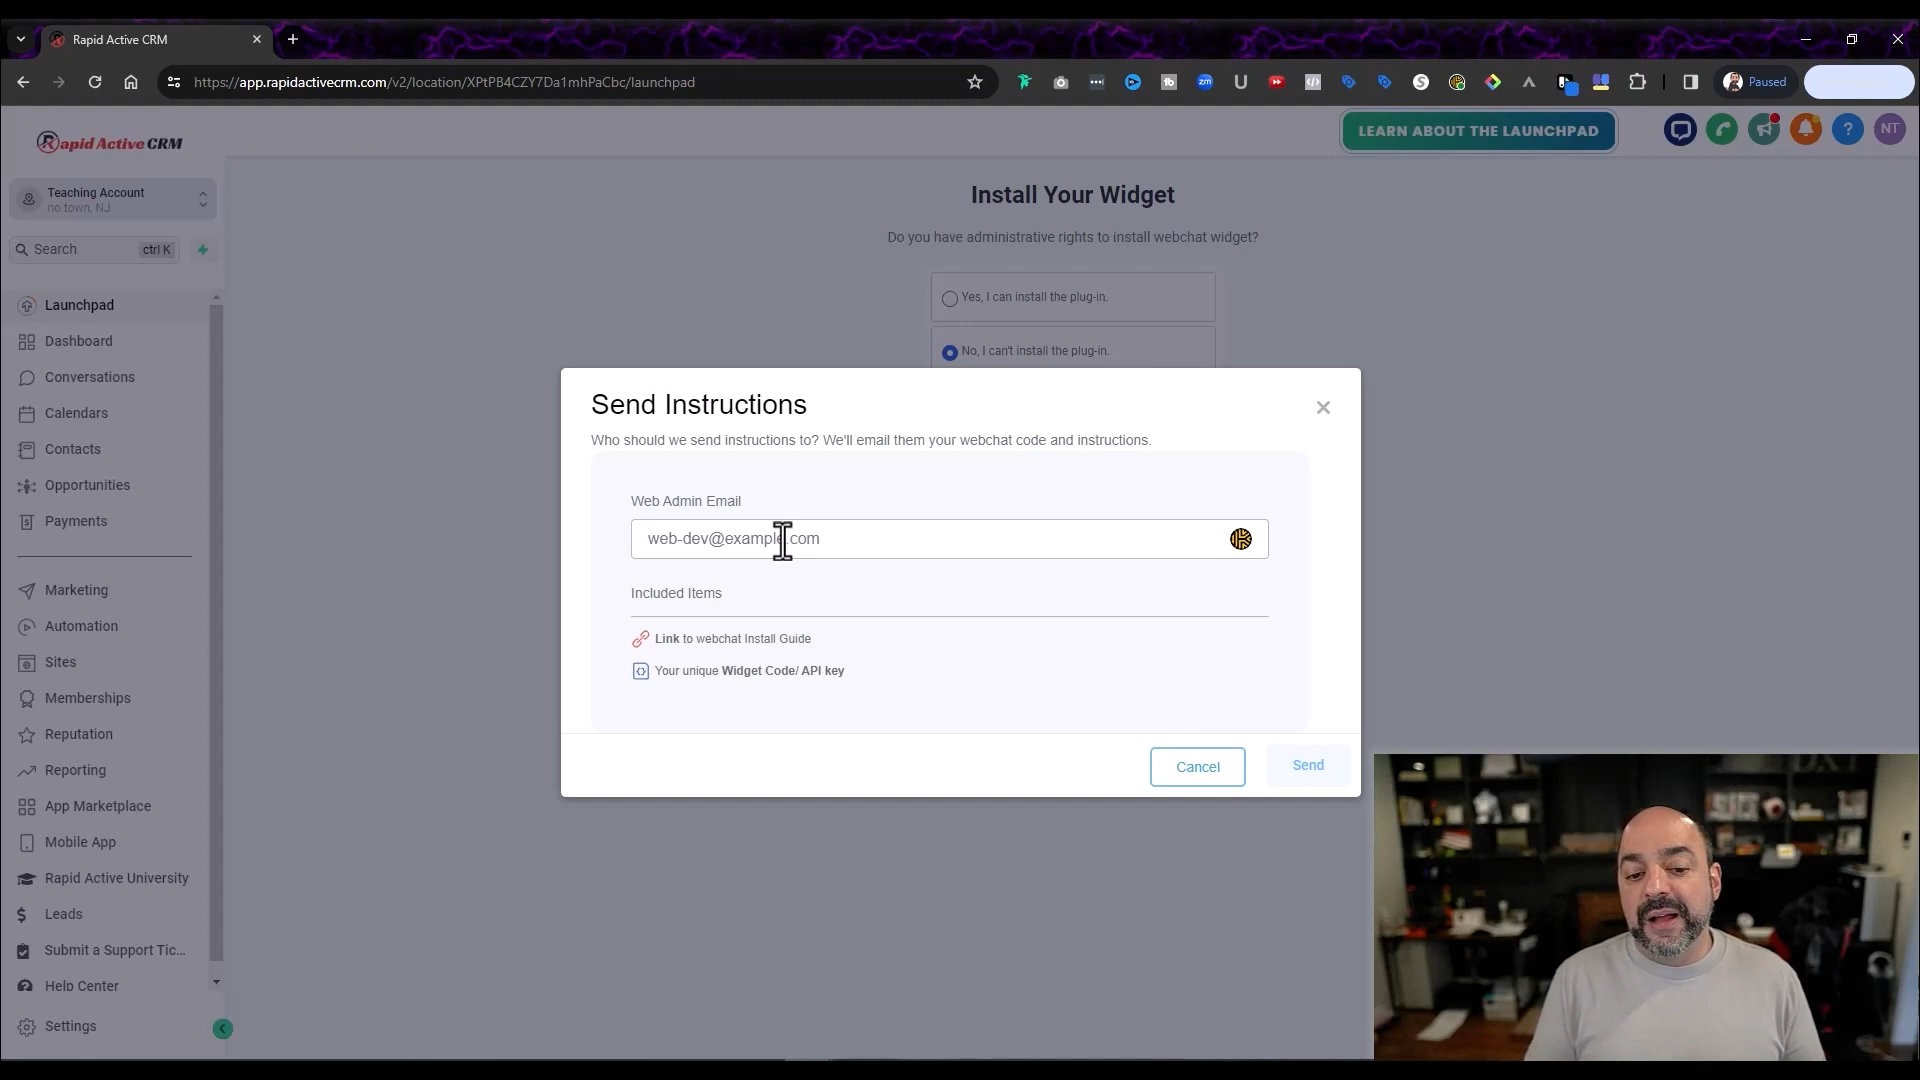 Rapid Active CRM
https://app.rapidactivecrm.com/v2/location/XPtPB4CZY7Da1mhPaCbc/launchpad
Paused
Rapid Active CRM
LEARN ABOUT THE LAUNCHPAD
NT
Teaching Account
no town, NJ
Search
ctrl K
Launchpad
Dashboard
Conversations
Calendars
Contacts
Opportunities
Payments
Marketing
Automation
Sites
Memberships
Reputation
Reporting
App Marketplace
Mobile App
Rapid Active University
Leads
Submit a Support Tic...
Help Center
Settings
Install Your Widget
Do you have administrative rights to install webchat widget?
Yes, I can install the plug-in.
No, I can't install the plug-in.
Send Instructions
Who should we send instructions to? We'll email them your webchat code and instructions.
Web Admin Email
web-dev@example.com
Included Items
Link to webchat Install Guide
Your unique Widget Code/ API key
Cancel
Send